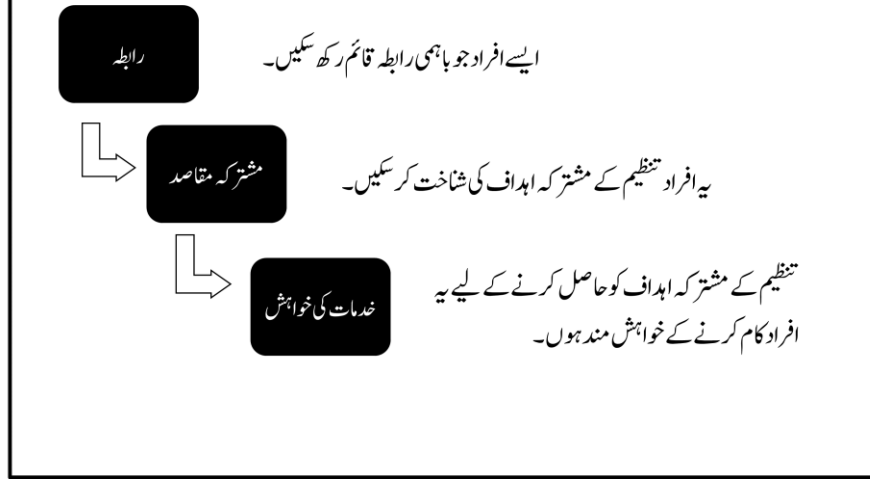 رابطہ
ایسے افراد جو باہمی رابطہ قائم رکھ سکیں۔
مشترکہ مقاصد
یہ افراد تنظیم کے مشترکہ اہداف کی شناخت کر سکیں۔
خدمات کی خواہش
تنظیم کے مشترکہ اہداف کو حاصل کرنے کے لیے یہ
افراد کام کرنے کے خواہش مند ہوں۔